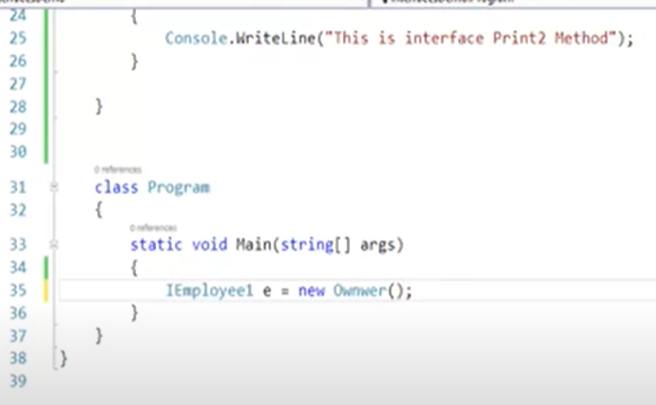 24 {
25 Console.WriteLine("This is interface Print2 Method");
26 }
27
28 }
29
30
0 references
31 class Program
32 {
0 references
33 static void Main(string[] args)
34 {
35 IEmployee1 e = new Ownwer();
36 }
37 }
38 }
39